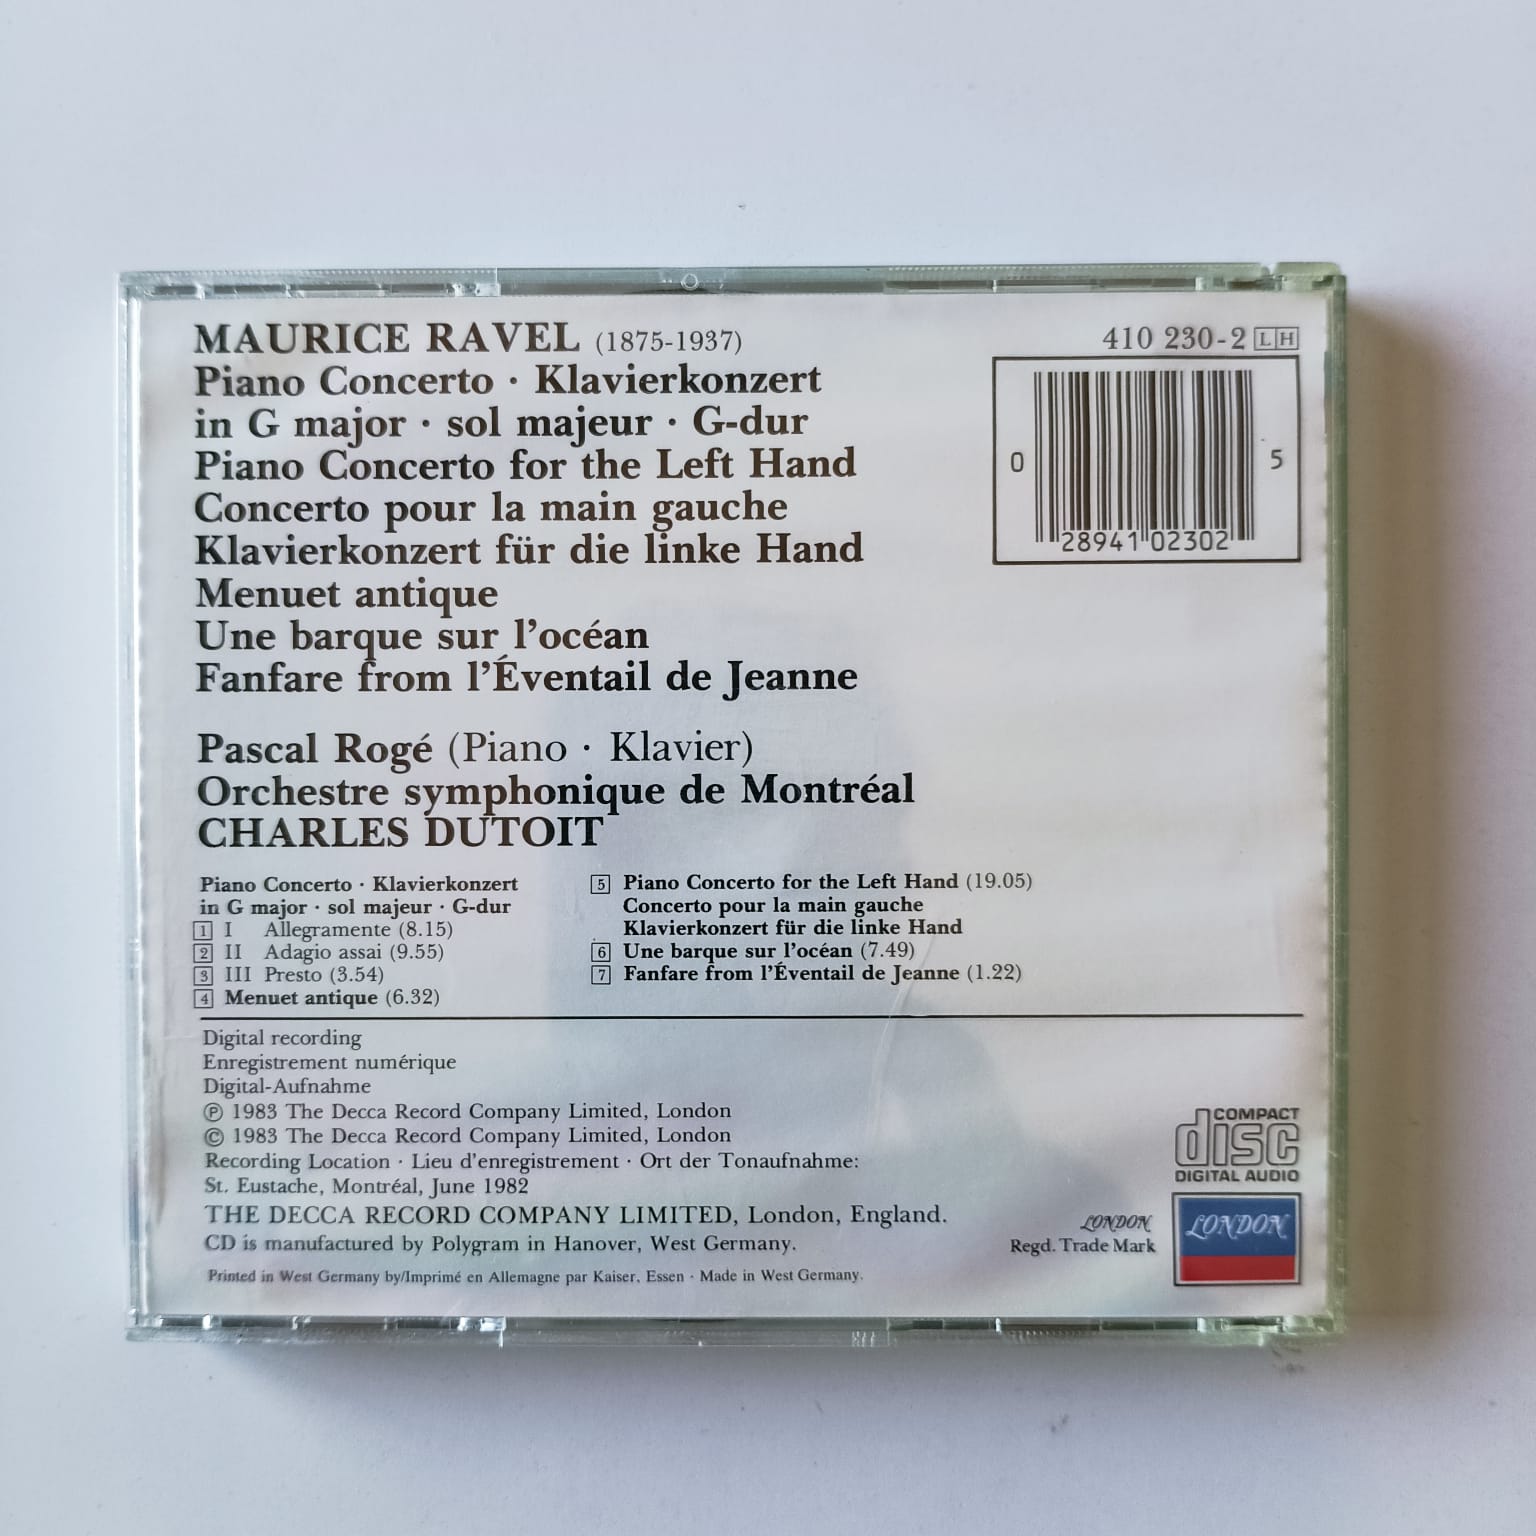 MAURICE RAVEL (1875-1937)
Piano Concerto · Klavierkonzert
in G major · sol majeur · G-dur
Piano Concerto for the Left Hand
Concerto pour la main gauche
Klavierkonzert für die linke Hand
Menuet antique
Une barque sur l'océan
Fanfare from l'Éventail de Jeanne
410 230-2 LH
0 28941 02302 5
Pascal Rogé (Piano · Klavier)
Orchestre symphonique de Montréal
CHARLES DUTOIT
Piano Concerto · Klavierkonzert
in G major · sol majeur · G-dur
1 I Allegramente (8.15)
2 II Adagio assai (9.55)
3 III Presto (3.54)
4 Menuet antique (6.32)
5 Piano Concerto for the Left Hand (19.05)
Concerto pour la main gauche
Klavierkonzert für die linke Hand
6 Une barque sur l'océan (7.49)
7 Fanfare from l'Éventail de Jeanne (1.22)
Digital recording
Enregistrement numérique
Digital-Aufnahme
℗ 1983 The Decca Record Company Limited, London
© 1983 The Decca Record Company Limited, London
Recording Location · Lieu d'enregistrement · Ort der Tonaufnahme:
St. Eustache, Montréal, June 1982
THE DECCA RECORD COMPANY LIMITED, London, England.
CD is manufactured by Polygram in Hanover, West Germany.
Printed in West Germany by/Imprimé en Allemagne par Kaiser, Essen · Made in West Germany.
COMPACT
disc
DIGITAL AUDIO
LONDON
Regd. Trade Mark
LONDON